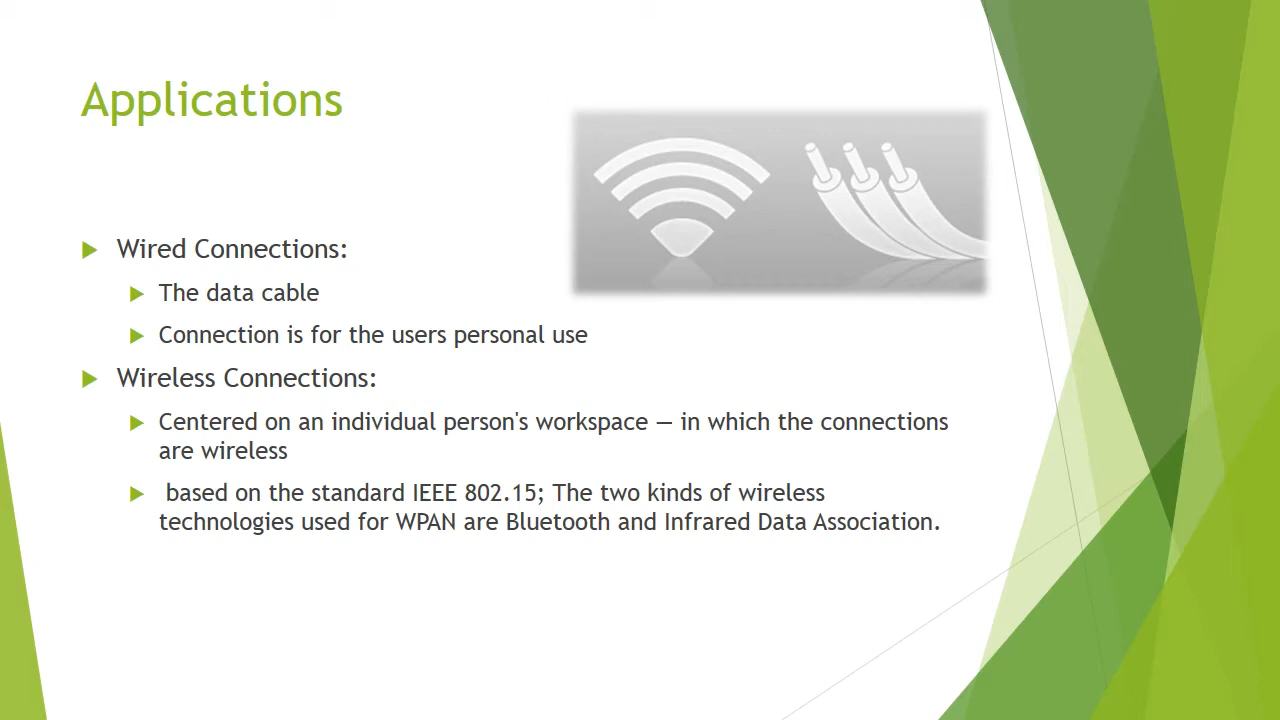 Applications
Wired Connections:
The data cable
Connection is for the users personal use
Wireless Connections:
Centered on an individual person's workspace — in which the connections
are wireless
based on the standard IEEE 802.15; The two kinds of wireless
technologies used for WPAN are Bluetooth and Infrared Data Association.